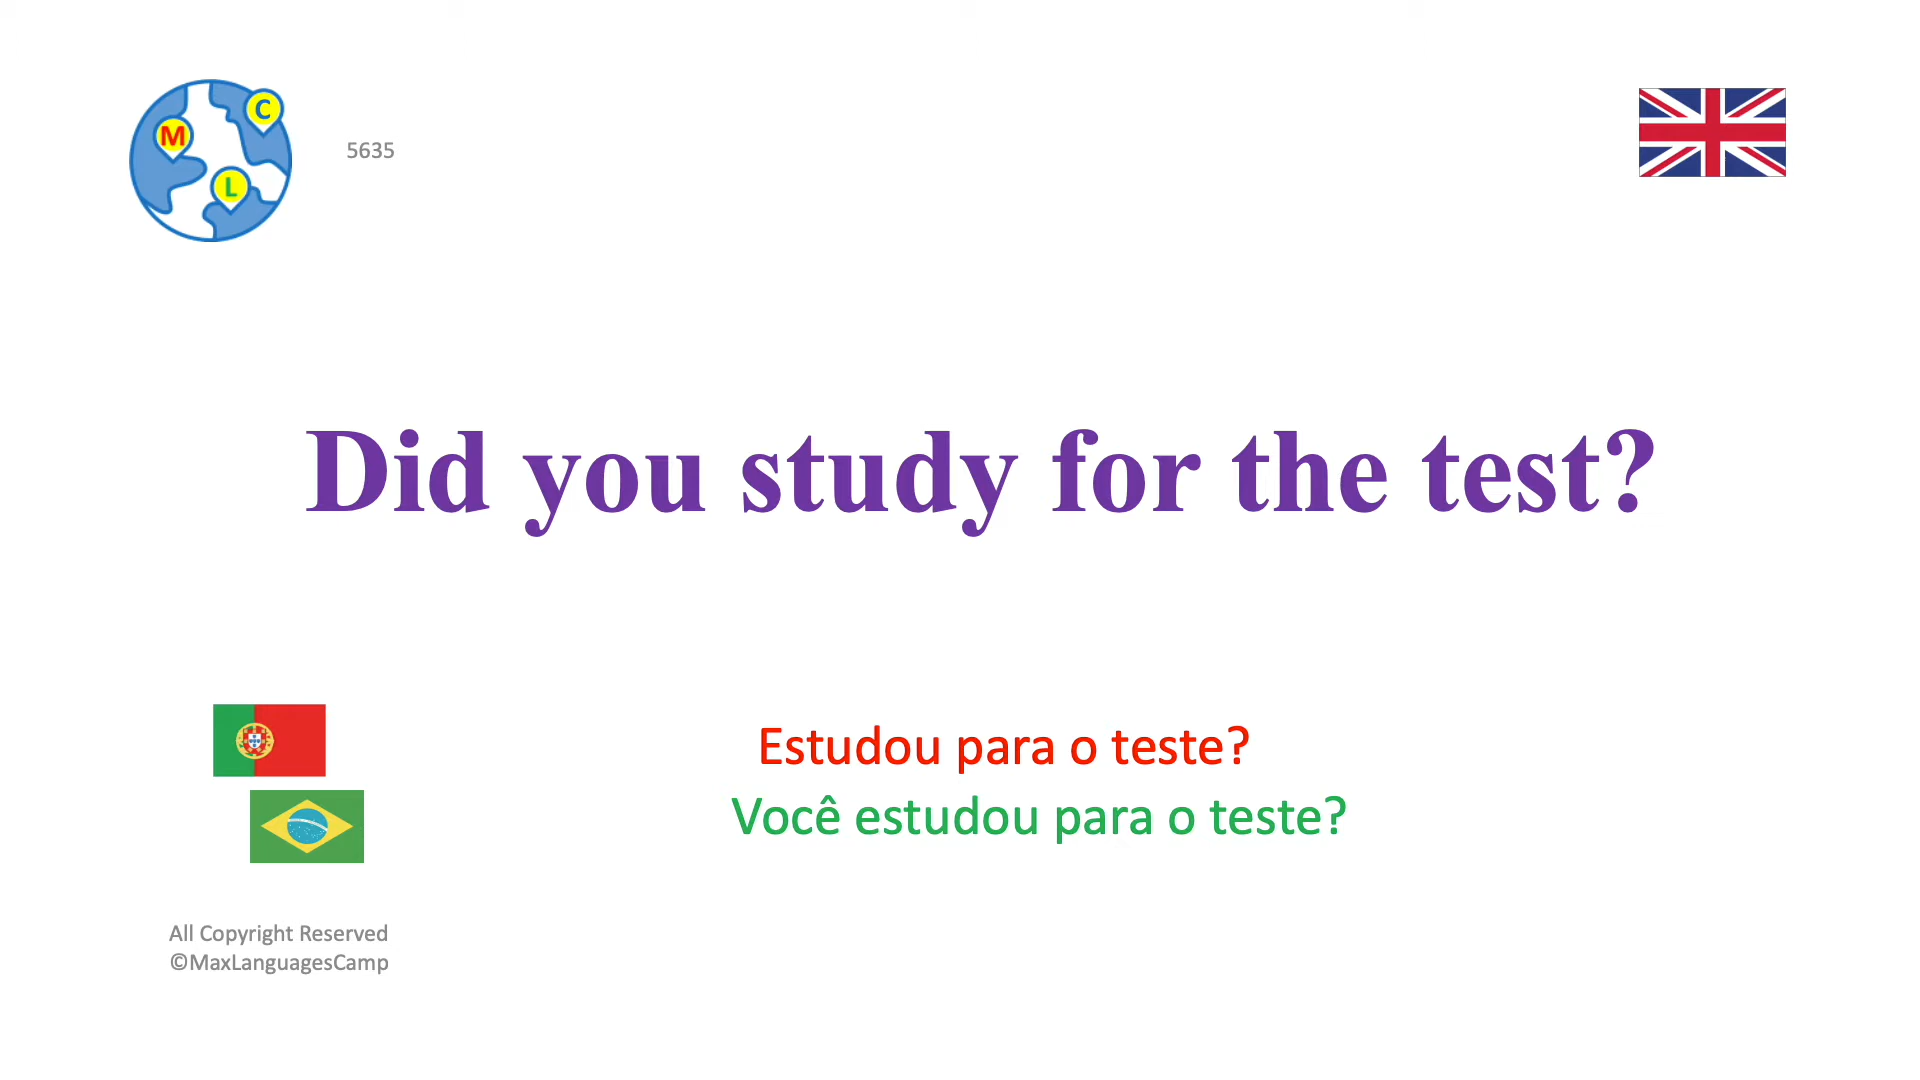 M
C
L
5635
Did you study for the test?
Estudou para o teste?
Você estudou para o teste?
All Copyright Reserved
©MaxLanguagesCamp